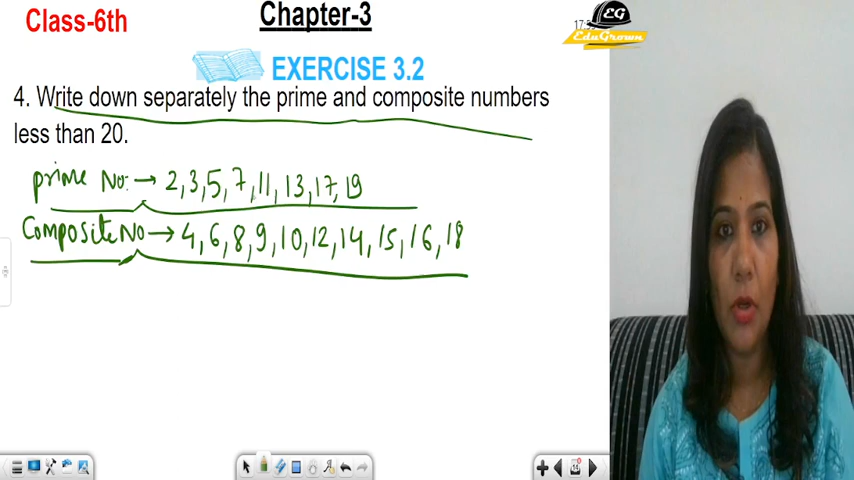 Class-6th
Chapter-3
EG
EduGrown
EXERCISE 3.2
4. Write down separately the prime and composite numbers
less than 20.
prime No: → 2,3,5,7,11,13,17,19
Composite No → 4,6,8,9,10,12,14,15,16,18